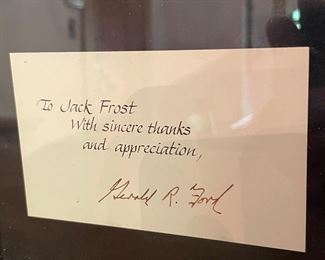 To Jack Frost
With sincere thanks
and appreciation,
Gerald R. Ford